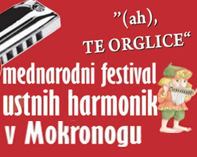 ”(ah),
TE ORGLICE“
mednarodni festival
ustnih harmonik
v Mokronogu